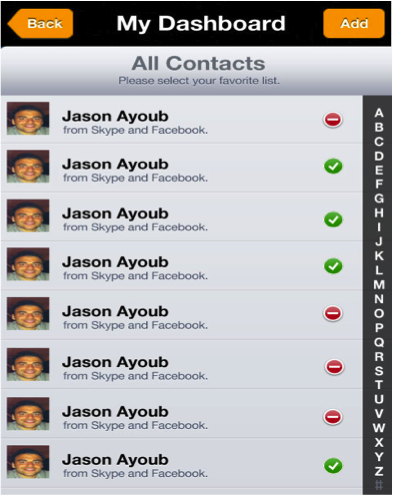 Back My Dashboard Add
All Contacts
Please select your favorite list.
Jason Ayoub
from Skype and Facebook.
Jason Ayoub
from Skype and Facebook.
Jason Ayoub
from Skype and Facebook.
Jason Ayoub
from Skype and Facebook.
Jason Ayoub
from Skype and Facebook.
Jason Ayoub
from Skype and Facebook.
Jason Ayoub
from Skype and Facebook.
Jason Ayoub
from Skype and Facebook.
A
B
C
D
E
F
G
H
I
J
K
L
M
N
O
P
Q
R
S
T
U
V
W
X
Y
Z
#